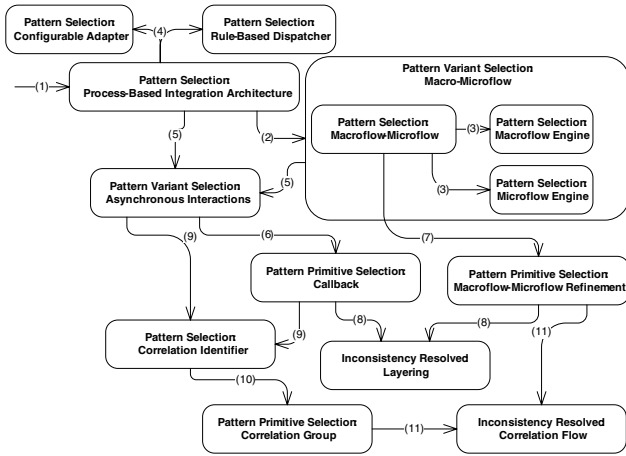 Pattern Selection:
Configurable Adapter
(4)
Pattern Selection:
Rule-Based Dispatcher
(1)
Pattern Selection:
Process-Based Integration Architecture
Pattern Variant Selection:
Macro-Microflow
Pattern Selection:
Macroflow-Microflow
(3)
Pattern Selection:
Macroflow Engine
(3)
Pattern Selection:
Microflow Engine
(5)
(2)
(5)
Pattern Variant Selection:
Asynchronous Interactions
(9)
(6)
(7)
Pattern Primitive Selection:
Callback
Pattern Primitive Selection:
Macroflow-Microflow Refinement
(9)
(8)
(8)
(11)
Pattern Selection:
Correlation Identifier
Inconsistency Resolved:
Layering
(10)
Pattern Primitive Selection:
Correlation Group
(11)
Inconsistency Resolved:
Correlation Flow